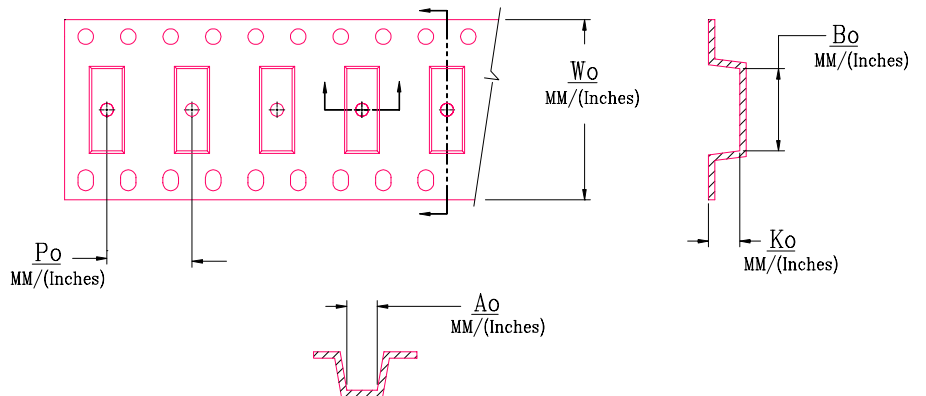 Wo
MM/(Inches)
Bo
MM/(Inches)
Po
MM/(Inches)
Ko
MM/(Inches)
Ao
MM/(Inches)